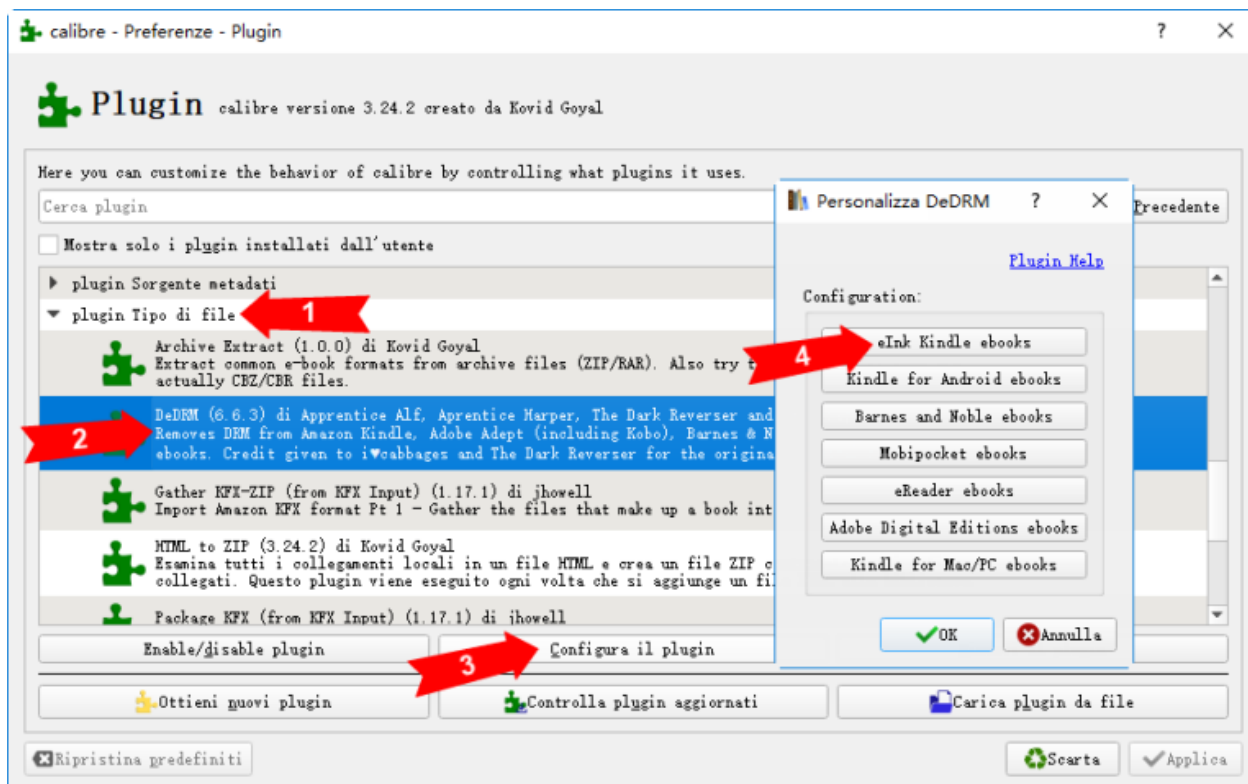 calibre - Preferenze - Plugin
Plugin calibre versione 3.24.2 creato da Kovid Goyal
Here you can customize the behavior of calibre by controlling what plugins it uses.
Cerca plugin
Precedente
Mostra solo i plugin installati dall'utente
plugin Sorgente metadati
plugin Tipo di file
1
Archive Extract (1.0.0) di Kovid Goyal
Extract common e-book formats from archive files (ZIP/RAR). Also try
actually CBZ/CBR files.
2
DeDRM (6.6.3) di Apprentice Alf, Aprentice Harper, The Dark Reverser and
Removes DRM from Amazon Kindle, Adobe Adept (including Kobo), Barnes & N
ebooks. Credit given to i♥cabbages and The Dark Reverser for the origina
Gather KFX-ZIP (from KFX Input) (1.17.1) di jhowell
Import Amazon KFX format Pt 1 - Gather the files that make up a book int
HTML to ZIP (3.24.2) di Kovid Goyal
Esamina tutti i collegamenti locali in un file HTML e crea un file ZIP c
collegati. Questo plugin viene eseguito ogni volta che si aggiunge un fi
Package KFX (from KFX Input) (1.17.1) di jhowell
Enable/disable plugin
3
Configura il plugin
Ottieni nuovi plugin
Controlla plugin aggiornati
Carica plugin da file
Ripristina predefiniti
Scarta
Applica
Personalizza DeDRM
Plugin Help
Configuration:
4
eInk Kindle ebooks
Kindle for Android ebooks
Barnes and Noble ebooks
Mobipocket ebooks
eReader ebooks
Adobe Digital Editions ebooks
Kindle for Mac/PC ebooks
OK
Annulla